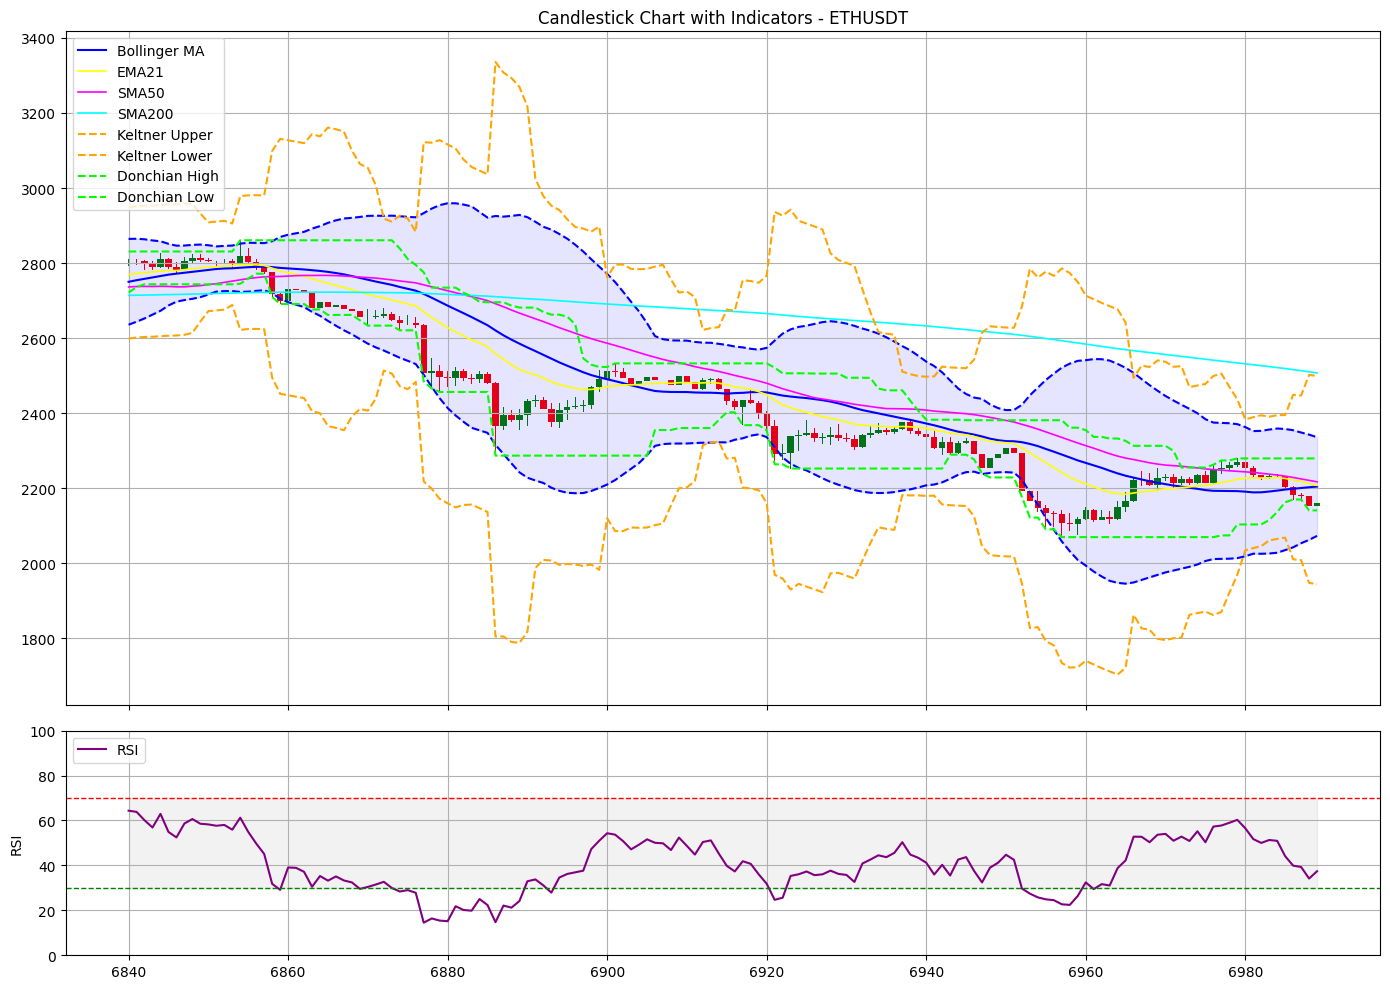 Candlestick Chart with Indicators - ETHUSDT
3400
3200
3000
2800
2600
2400
2200
2000
1800
Bollinger MA
EMA21
SMA50
SMA200
Keltner Upper
Keltner Lower
Donchian High
Donchian Low
100
80
60
40
20
0
RSI
RSI
6840
6860
6880
6900
6920
6940
6960
6980